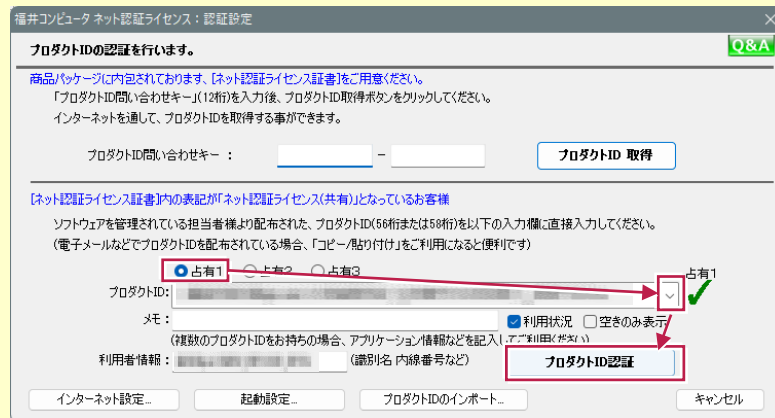 福井コンピュータ ネット認証ライセンス：認証設定
プロダクトIDの認証を行います。
Q&A
商品パッケージに内包されております、[ネット認証ライセンス証書]をご用意ください。
「プロダクトID問い合わせキー」(12桁)を入力後、プロダクトID取得ボタンをクリックしてください。
インターネットを通して、プロダクトIDを取得する事ができます。
プロダクトID問い合わせキー ： － プロダクトID 取得
[ネット認証ライセンス証書]内の表記が「ネット認証ライセンス(共有)」となっているお客様
ソフトウェアを管理されている担当者様より配布された、プロダクトID(56桁または58桁)を以下の入力欄に直接入力してください。
(電子メールなどでプロダクトIDを配布されている場合、「コピー/貼り付け」をご利用になると便利です)
占有1 占有2 占有3 占有1
プロダクトID:
メモ： 利用状況 空きのみ表示
(複数のプロダクトIDをお持ちの場合、アプリケーション情報などを記入してご利用ください)
利用者情報： (識別名 内線番号など) プロダクトID認証
インターネット設定... 起動設定... プロダクトIDのインポート... キャンセル